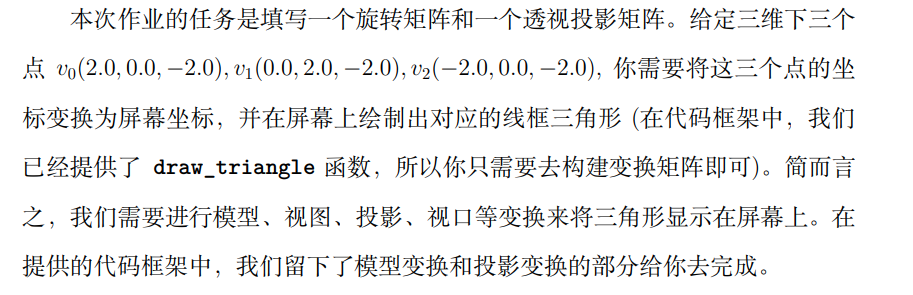 本次作业的任务是填写一个旋转矩阵和一个透视投影矩阵。给定三维下三个
点 v0(2.0, 0.0, −2.0), v1(0.0, 2.0, −2.0), v2(−2.0, 0.0, −2.0), 你需要将这三个点的坐
标变换为屏幕坐标，并在屏幕上绘制出对应的线框三角形 (在代码框架中，我们
已经提供了 draw_triangle 函数，所以你只需要去构建变换矩阵即可)。简而言
之，我们需要进行模型、视图、投影、视口等变换来将三角形显示在屏幕上。在
提供的代码框架中，我们留下了模型变换和投影变换的部分给你去完成。